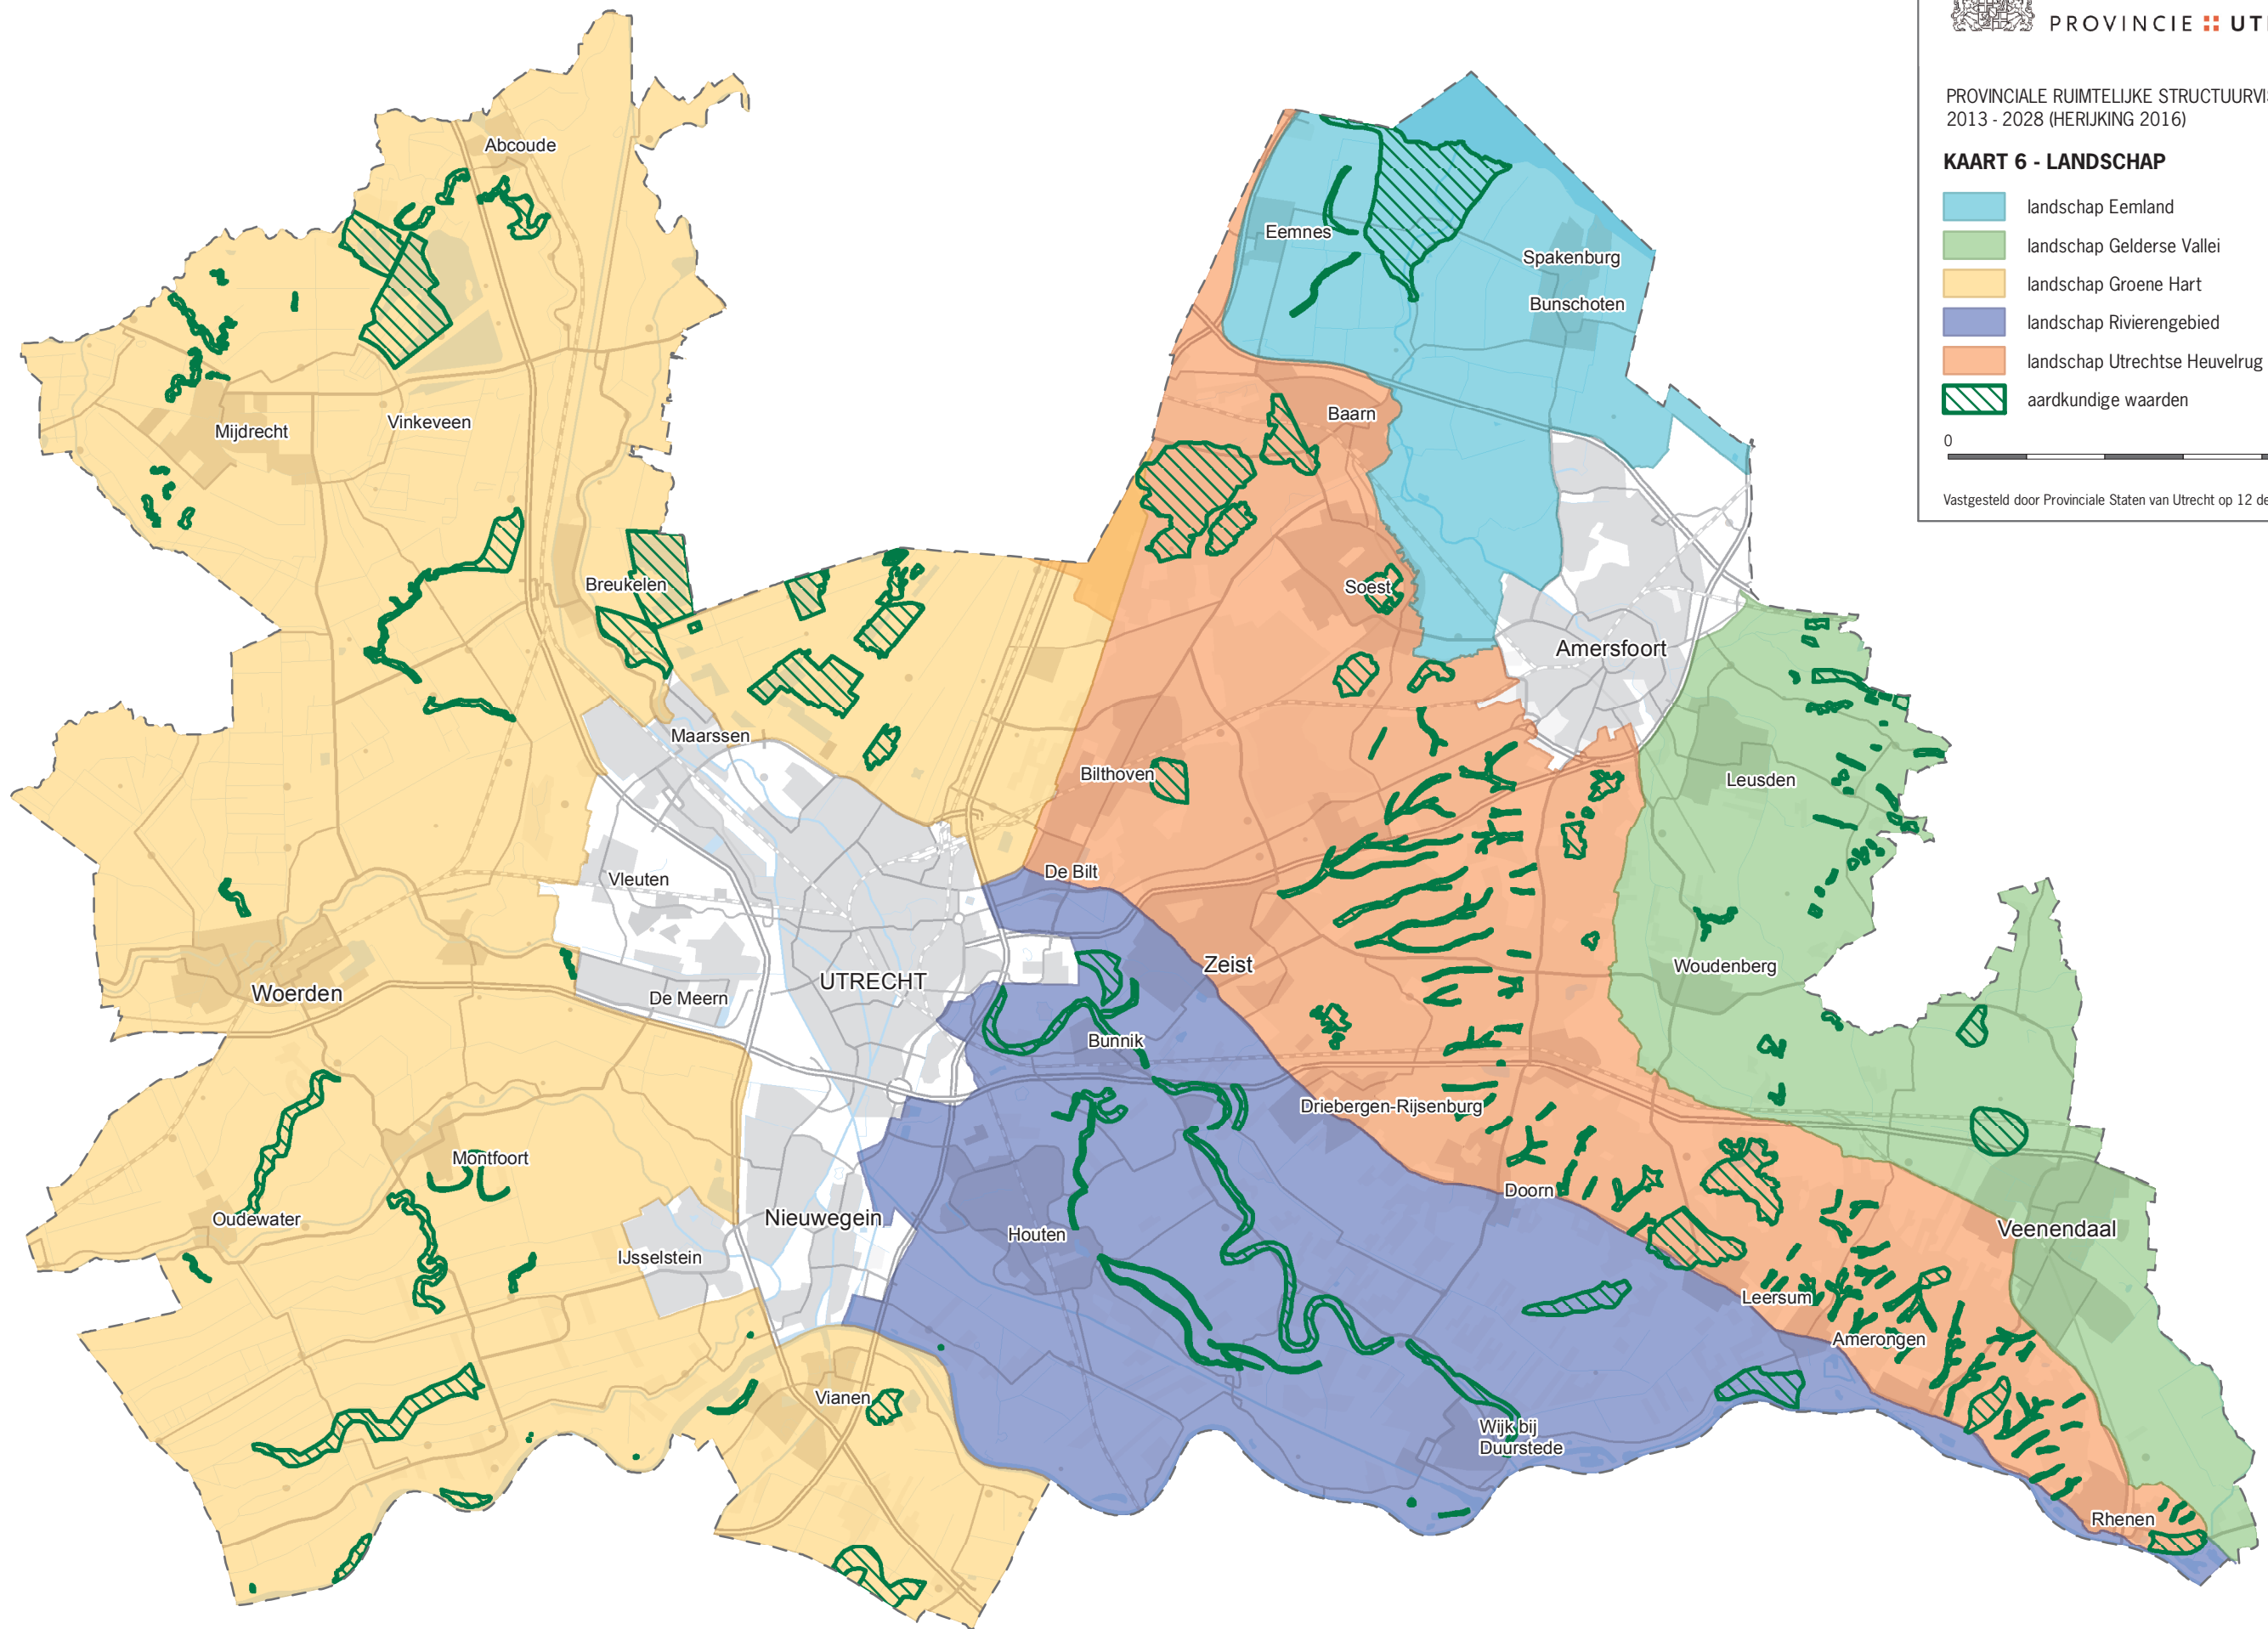 PROVINCIE
PROVINCIALE RUIMTELIJKE
2013 - 2028 (HERIJKING 2016)
KAART 6 - LANDSCHAP
landschap Eemland
landschap Gelderse Vallei
landschap Groene Hart
landschap Rivierengebied
landschap Utrechtse Heuvelrug
aardkundige waarden
0
Vastgesteld door Provinciale Staten van Utrecht op 12
Abcoude
Eemnes
Spakenburg
Bunschoten
Baarn
Vinkeveen
Mijdrecht
Breukelen
Soest
Amersfoort
Maarssen
Bilthoven
Leusden
De Bilt
Vleuten
Zeist
Woudenberg
UTRECHT
Woerden
De Meern
Bunnik
Driebergen-Rijsenburg
Montfoort
Doorn
Oudewater
Nieuwegein
Veenendaal
Houten
IJsselstein
Leersum
Amerongen
Vianen
Wijk bij
Duurstede
Rhenen